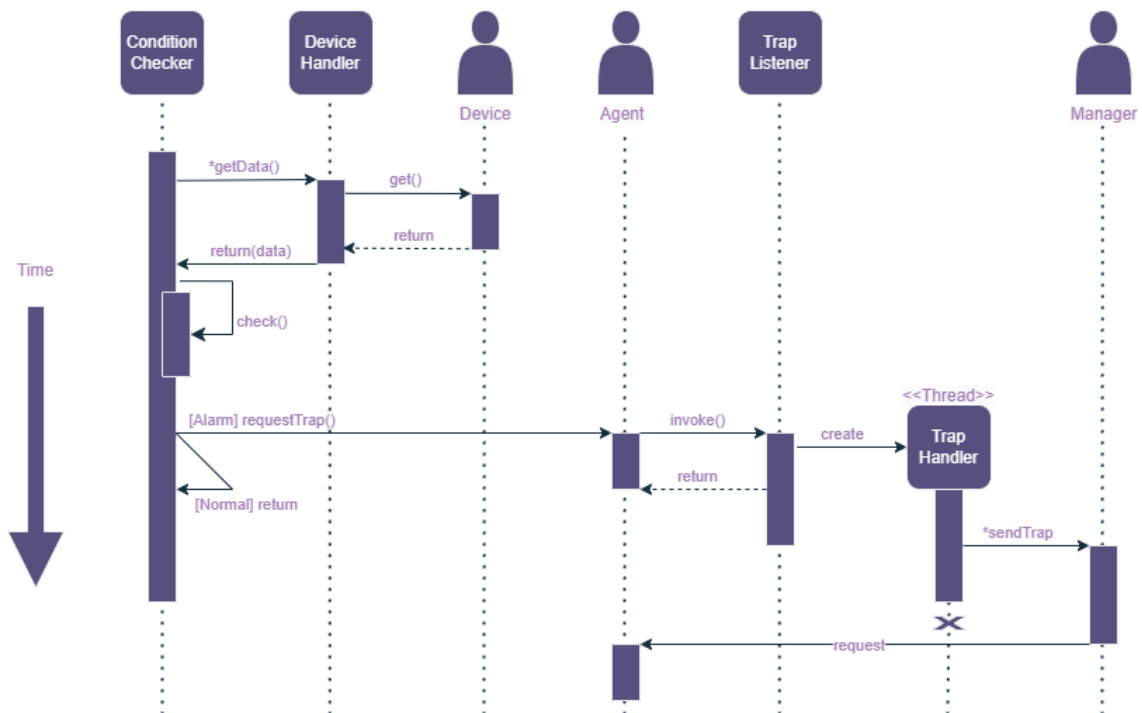 Condition
Checker
Device
Handler
Trap
Listener
Device
Agent
Manager
*getData()
get()
return
return(data)
Time
check()
<<Thread>>
[Alarm] requestTrap()
invoke()
create
Trap
Handler
return
[Normal] return
*sendTrap
request